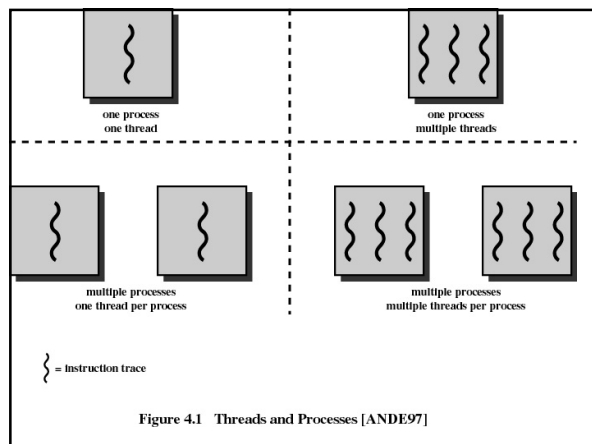 one process
one thread
one process
multiple threads
multiple processes
one thread per process
multiple processes
multiple threads per process
= instruction trace
Figure 4.1 Threads and Processes [ANDE97]